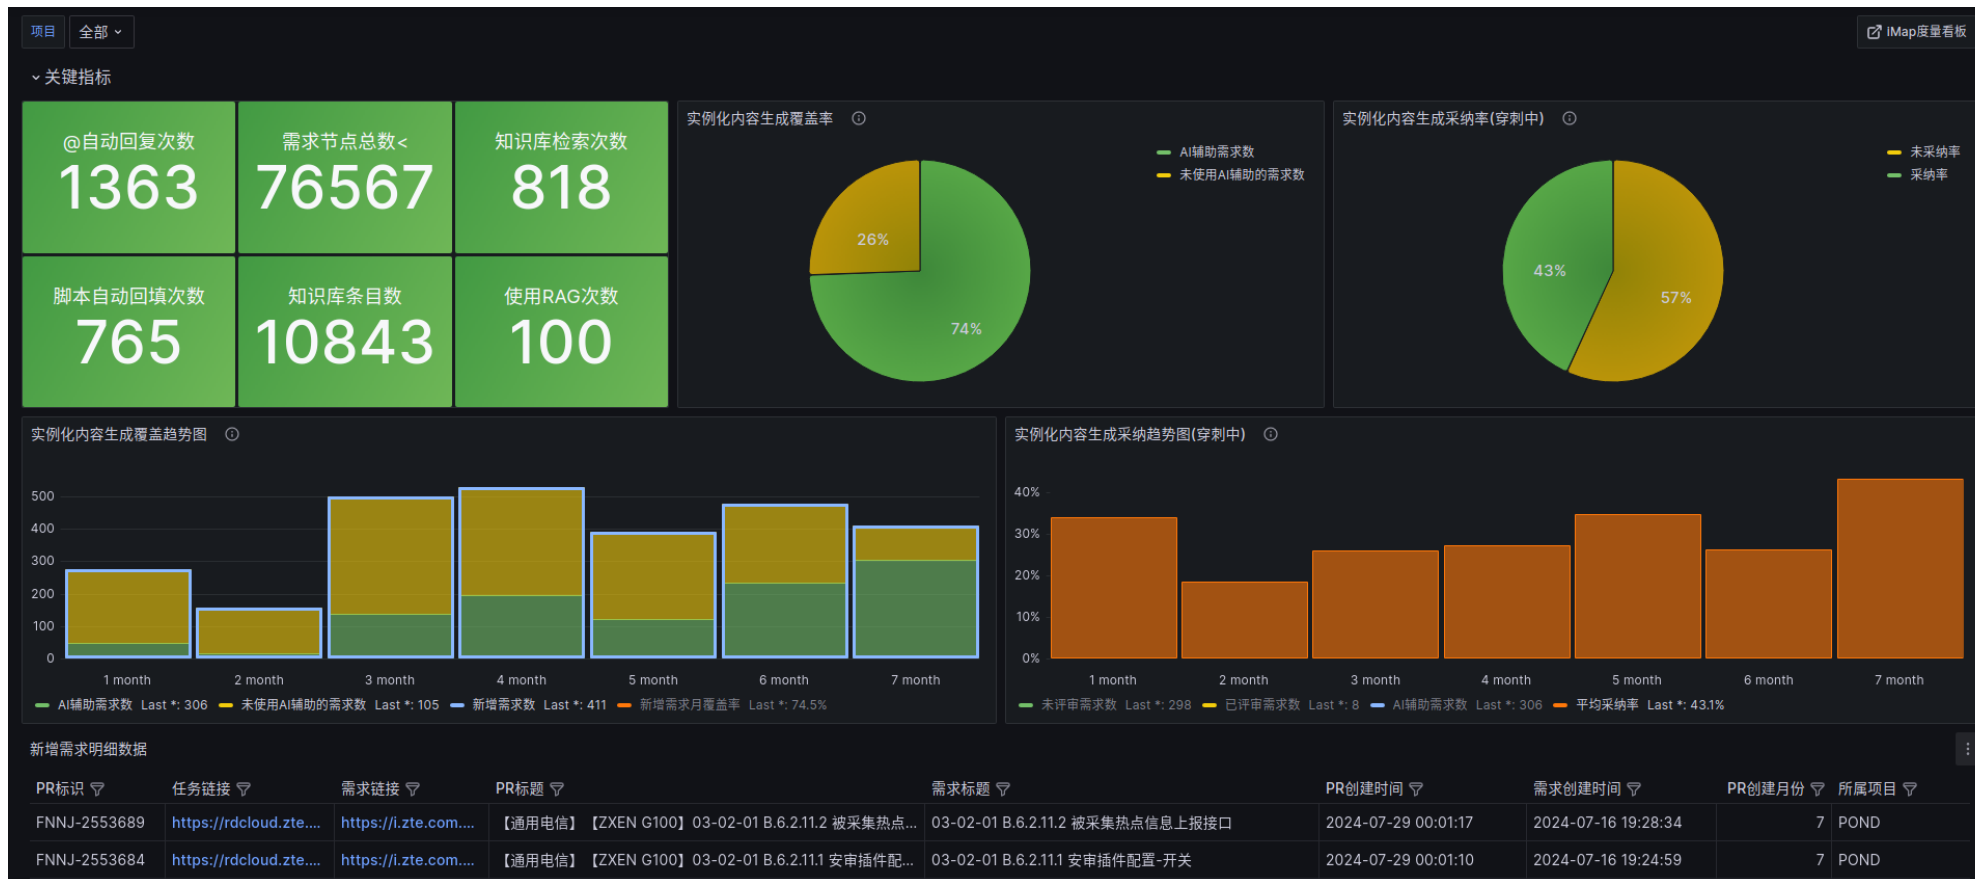 项目 全部
IMap度量看板
关键指标
@自动回复次数
1363
需求节点总数<
76567
知识库检索次数
818
脚本自动回填次数
765
知识库条目数
10843
使用RAG次数
100
实例化内容生成覆盖率
AI辅助需求数
未使用AI辅助的需求数
26%
74%
实例化内容生成采纳率(穿刺中)
未采纳率
采纳率
43%
57%
实例化内容生成覆盖趋势图
500
400
300
200
100
0
1 month 2 month 3 month 4 month 5 month 6 month 7 month
AI辅助需求数 Last *: 306 未使用AI辅助的需求数 Last *: 105 新增需求数 Last *: 411 新增需求月覆盖率 Last *: 74.5%
实例化内容生成采纳趋势图(穿刺中)
40%
30%
20%
10%
0%
1 month 2 month 3 month 4 month 5 month 6 month 7 month
未评审需求数 Last *: 298 已评审需求数 Last *: 8 AI辅助需求数 Last *: 306 平均采纳率 Last *: 43.1%
新增需求明细数据
PR标识 任务链接 需求链接 PR标题 需求标题 PR创建时间 需求创建时间 PR创建月份 所属项目
FNNJ-2553689 https://rdcloud.zte.... https://i.zte.com.... 【通用电信】【ZXEN G100】03-02-01 B.6.2.11.2 被采集热点... 03-02-01 B.6.2.11.2 被采集热点信息上报接口 2024-07-29 00:01:17 2024-07-16 19:28:34 7 POND
FNNJ-2553684 https://rdcloud.zte.... https://i.zte.com.... 【通用电信】【ZXEN G100】03-02-01 B.6.2.11.1 安审插件配... 03-02-01 B.6.2.11.1 安审插件配置-开关 2024-07-29 00:01:10 2024-07-16 19:24:59 7 POND